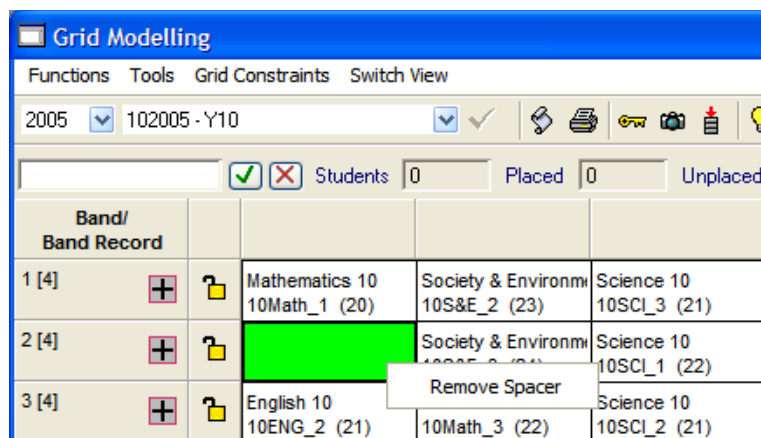 Grid Modelling
Functions Tools Grid Constraints Switch View
2005 102005 - Y10
Students 0 Placed 0 Unplaced
Band/
Band Record
1 [4]
Mathematics 10
10Math_1 (20)
Society & Environme
10S&E_2 (23)
Science 10
10SCI_3 (21)
2 [4]
Society & Environme
Science 10
10SCI_1 (22)
Remove Spacer
3 [4]
English 10
10ENG_2 (21)
10Math_3 (22)
Science 10
10SCI_2 (21)